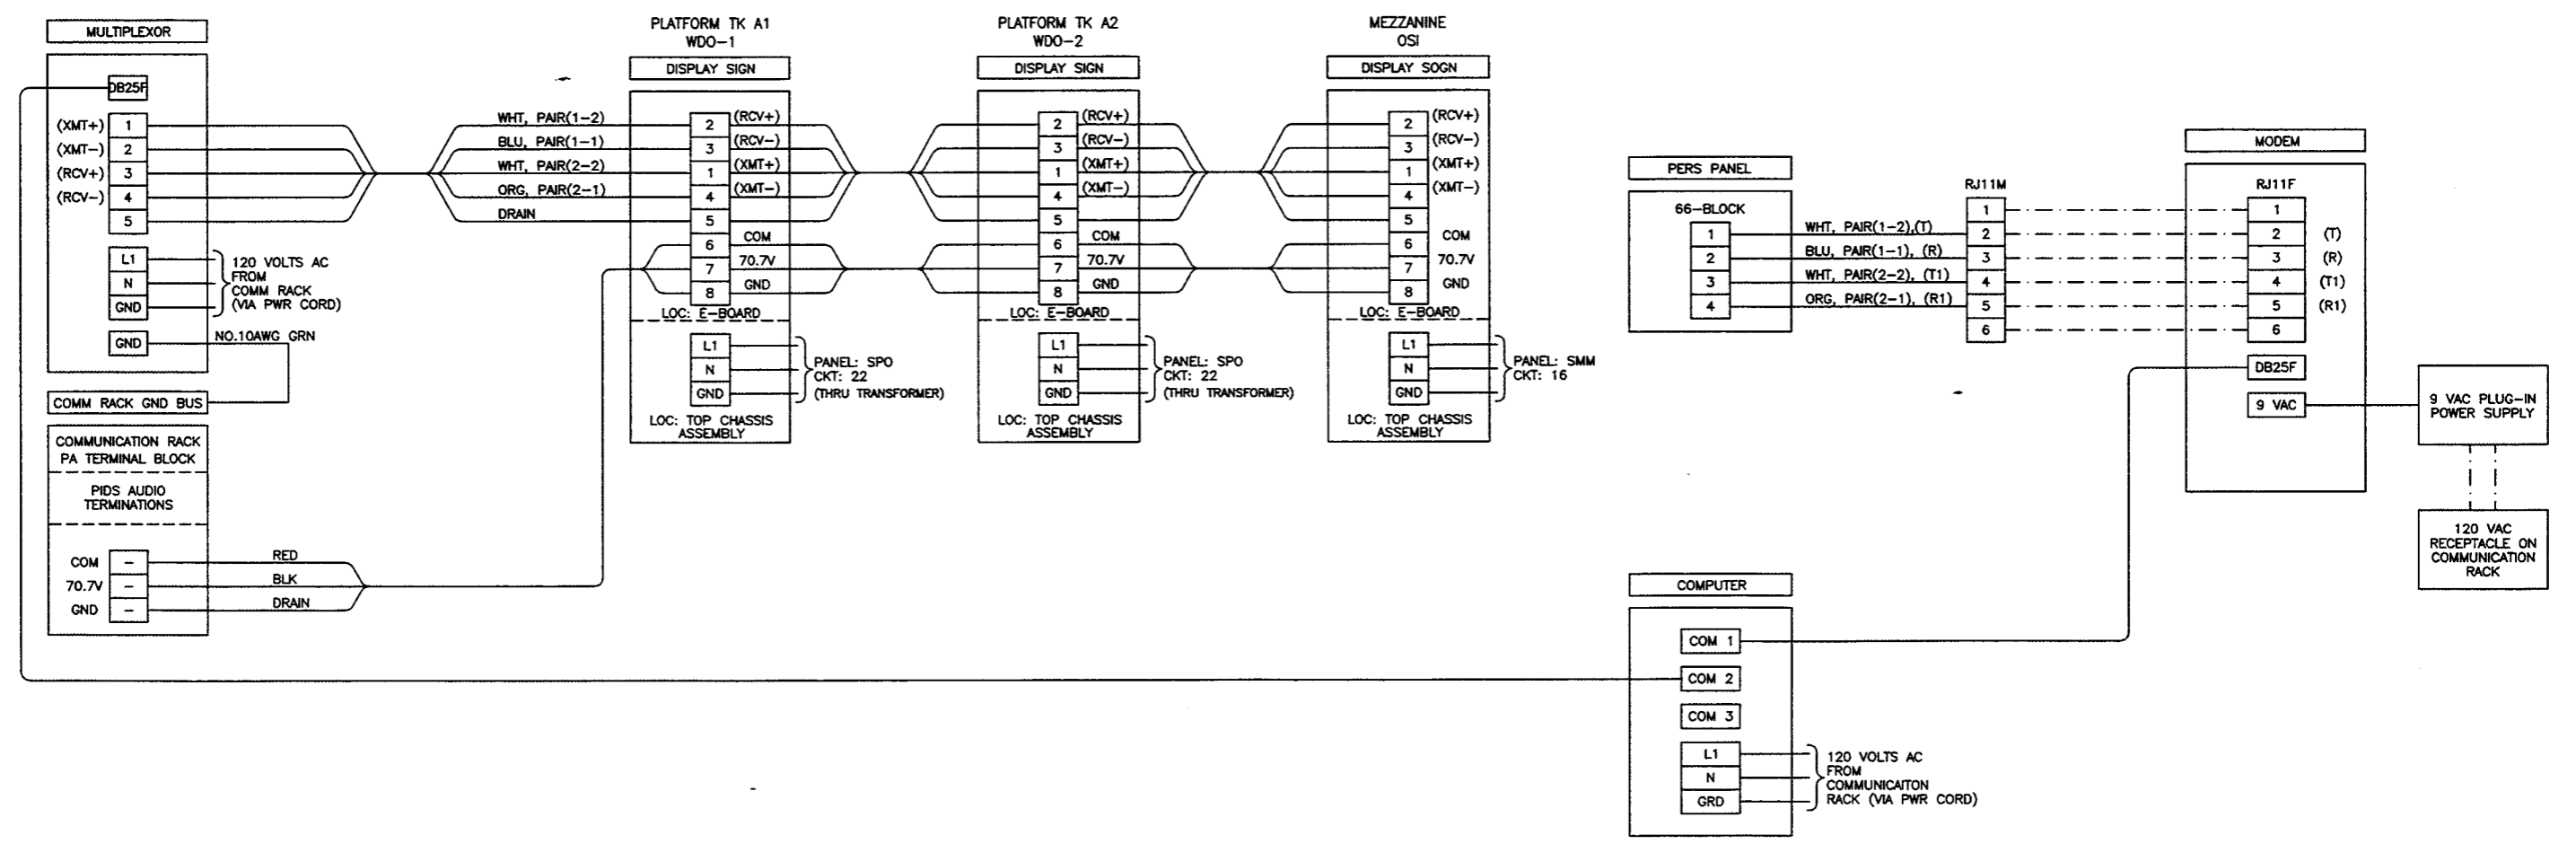 MULTIPLEXOR
DB25F
(XMT+) 1
(XMT-) 2
(RCV+) 3
(RCV-) 4
5
L1
N
GND
120 VOLTS AC
FROM
COMM RACK
(VIA PWR CORD)
GND
NO.10AWG GRN
COMM RACK GND BUS
COMMUNICATION RACK
PA TERMINAL BLOCK
PIDS AUDIO
TERMINATIONS
COM - RED
70.7V - BLK
GND - DRAIN
WHT, PAIR(1-2)
BLU, PAIR(1-1)
WHT, PAIR(2-2)
ORG, PAIR(2-1)
DRAIN
PLATFORM TK A1
WDO-1
DISPLAY SIGN
2 (RCV+)
3 (RCV-)
1 (XMT+)
4 (XMT-)
5
6 COM
7 70.7V
8 GND
LOC: E-BOARD
L1
N
GND
PANEL: SPO
CKT: 22
(THRU TRANSFORMER)
LOC: TOP CHASSIS
ASSEMBLY
PLATFORM TK A2
WDO-2
DISPLAY SIGN
2 (RCV+)
3 (RCV-)
1 (XMT+)
4 (XMT-)
5
6 COM
7 70.7V
8 GND
LOC: E-BOARD
L1
N
GND
PANEL: SPO
CKT: 22
(THRU TRANSFORMER)
LOC: TOP CHASSIS
ASSEMBLY
MEZZANINE
OSI
DISPLAY SOGN
2 (RCV+)
3 (RCV-)
1 (XMT+)
4 (XMT-)
5
6 COM
7 70.7V
8 GND
LOC: E-BOARD
L1
N
GND
PANEL: SMM
CKT: 16
LOC: TOP CHASSIS
ASSEMBLY
PERS PANEL
66-BLOCK
1 WHT, PAIR(1-2),(T)
2 BLU, PAIR(1-1), (R)
3 WHT, PAIR(2-2), (T1)
4 ORG, PAIR(2-1), (R1)
RJ11M
1
2
3
4
5
6
MODEM
RJ11F
1
2 (T)
3 (R)
4 (T1)
5 (R1)
6
DB25F
9 VAC
9 VAC PLUG-IN
POWER SUPPLY
120 VAC
RECEPTACLE ON
COMMUNICATION
RACK
COMPUTER
COM 1
COM 2
COM 3
L1
N
GRD
120 VOLTS AC
FROM
COMMUNICAITON
RACK (VIA PWR CORD)